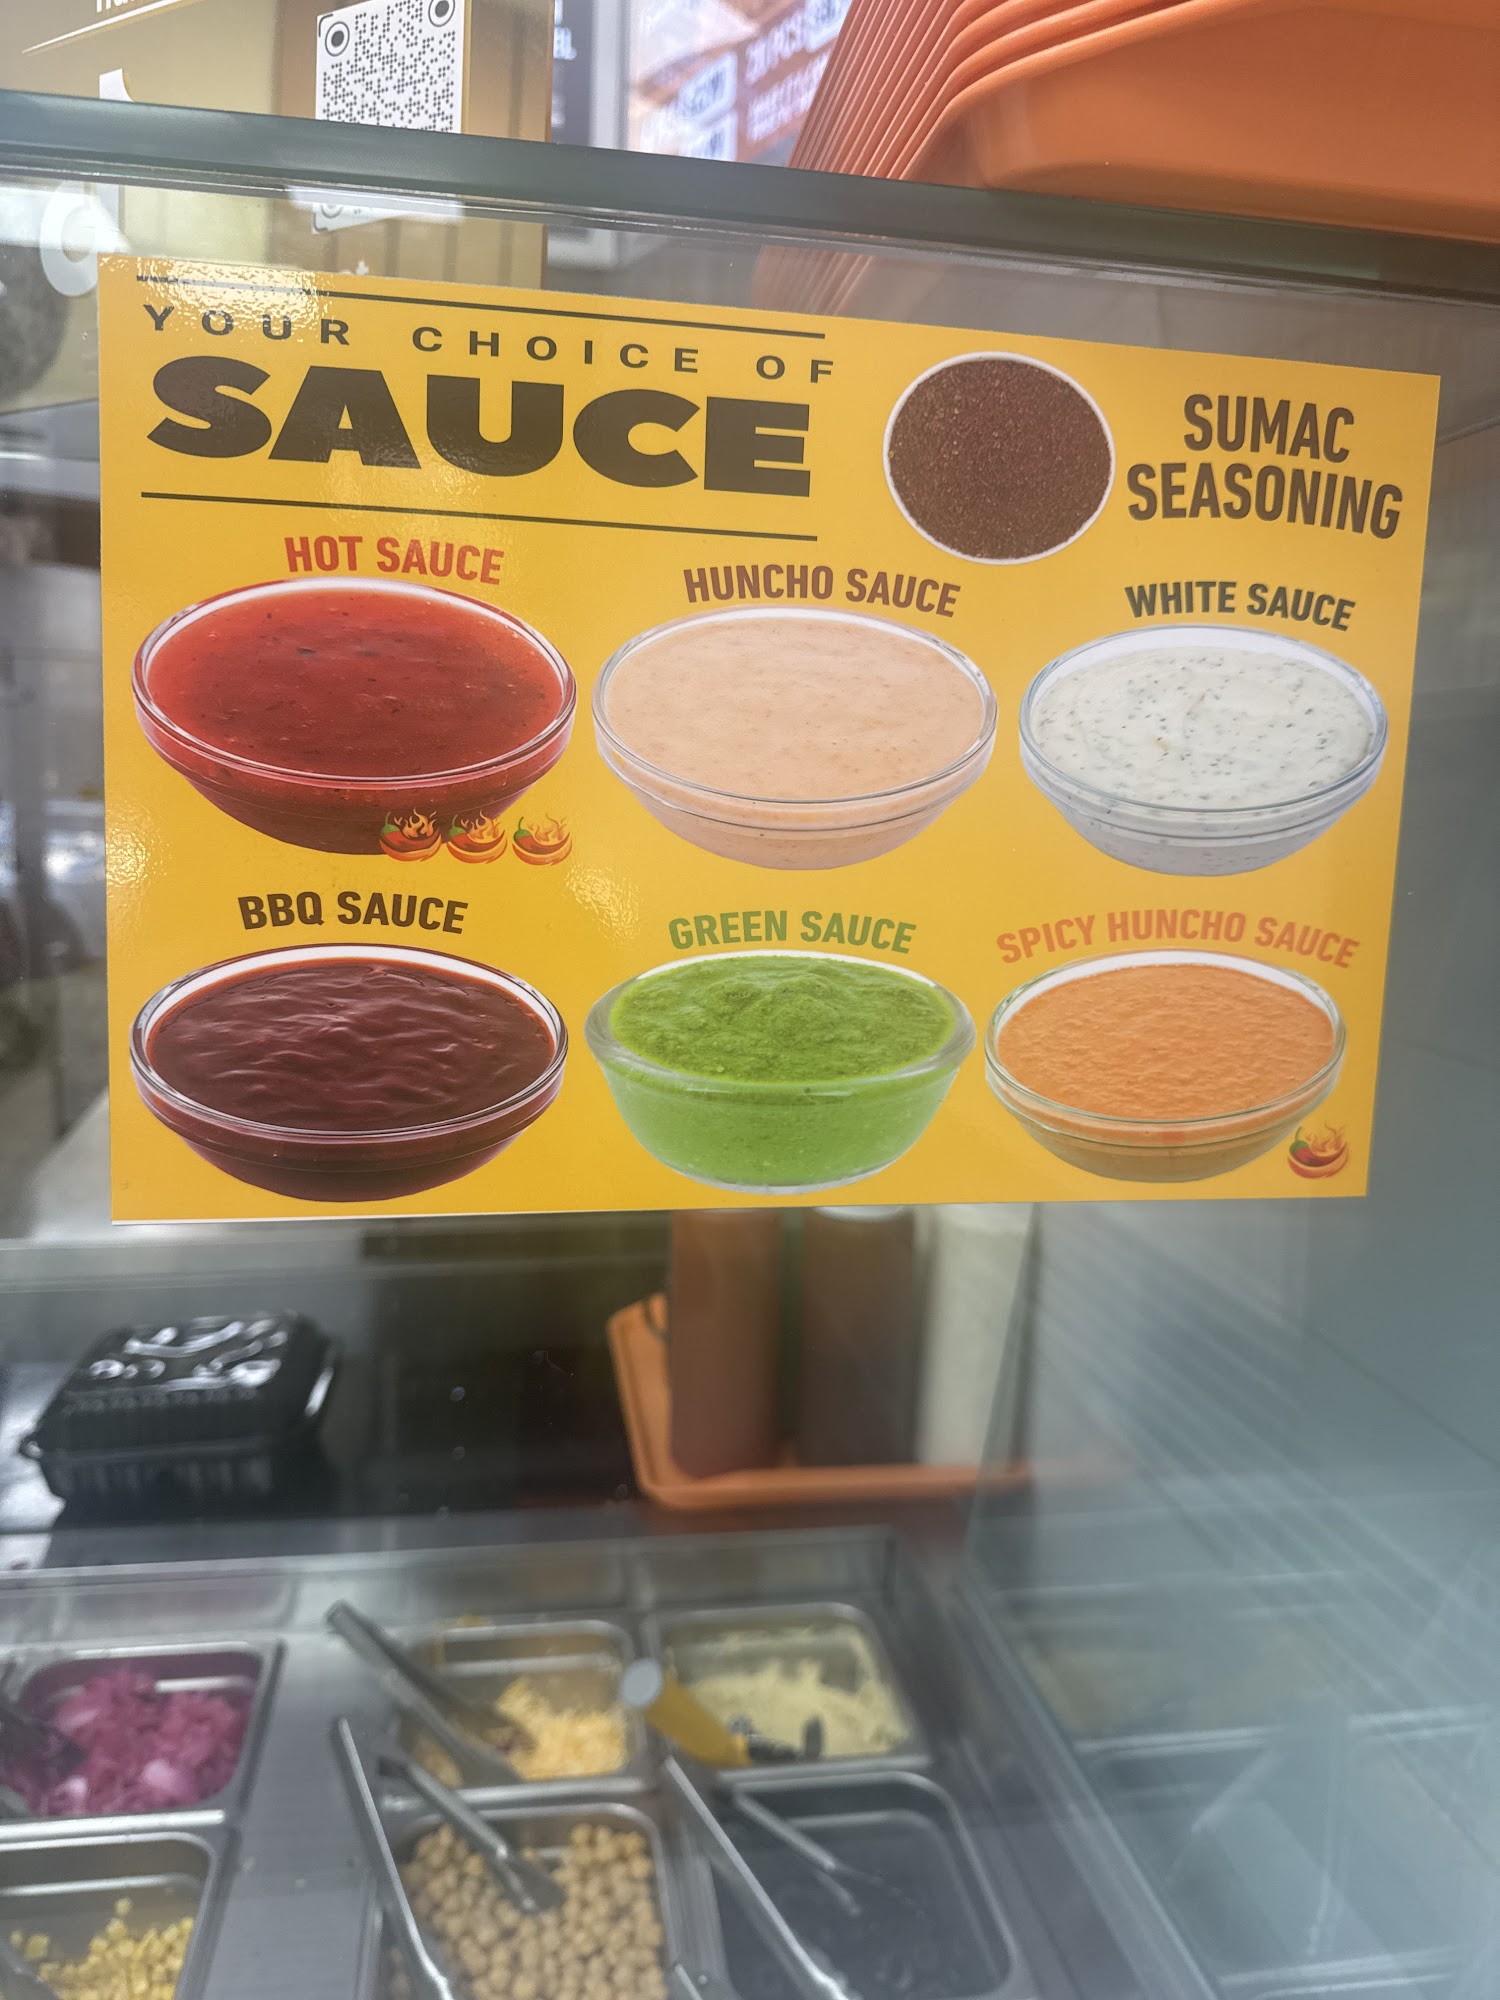 YOUR CHOICE OF
SAUCE
SUMAC
SEASONING
HOT SAUCE
HUNCHO SAUCE
WHITE SAUCE
BBQ SAUCE
GREEN SAUCE
SPICY HUNCHO SAUCE